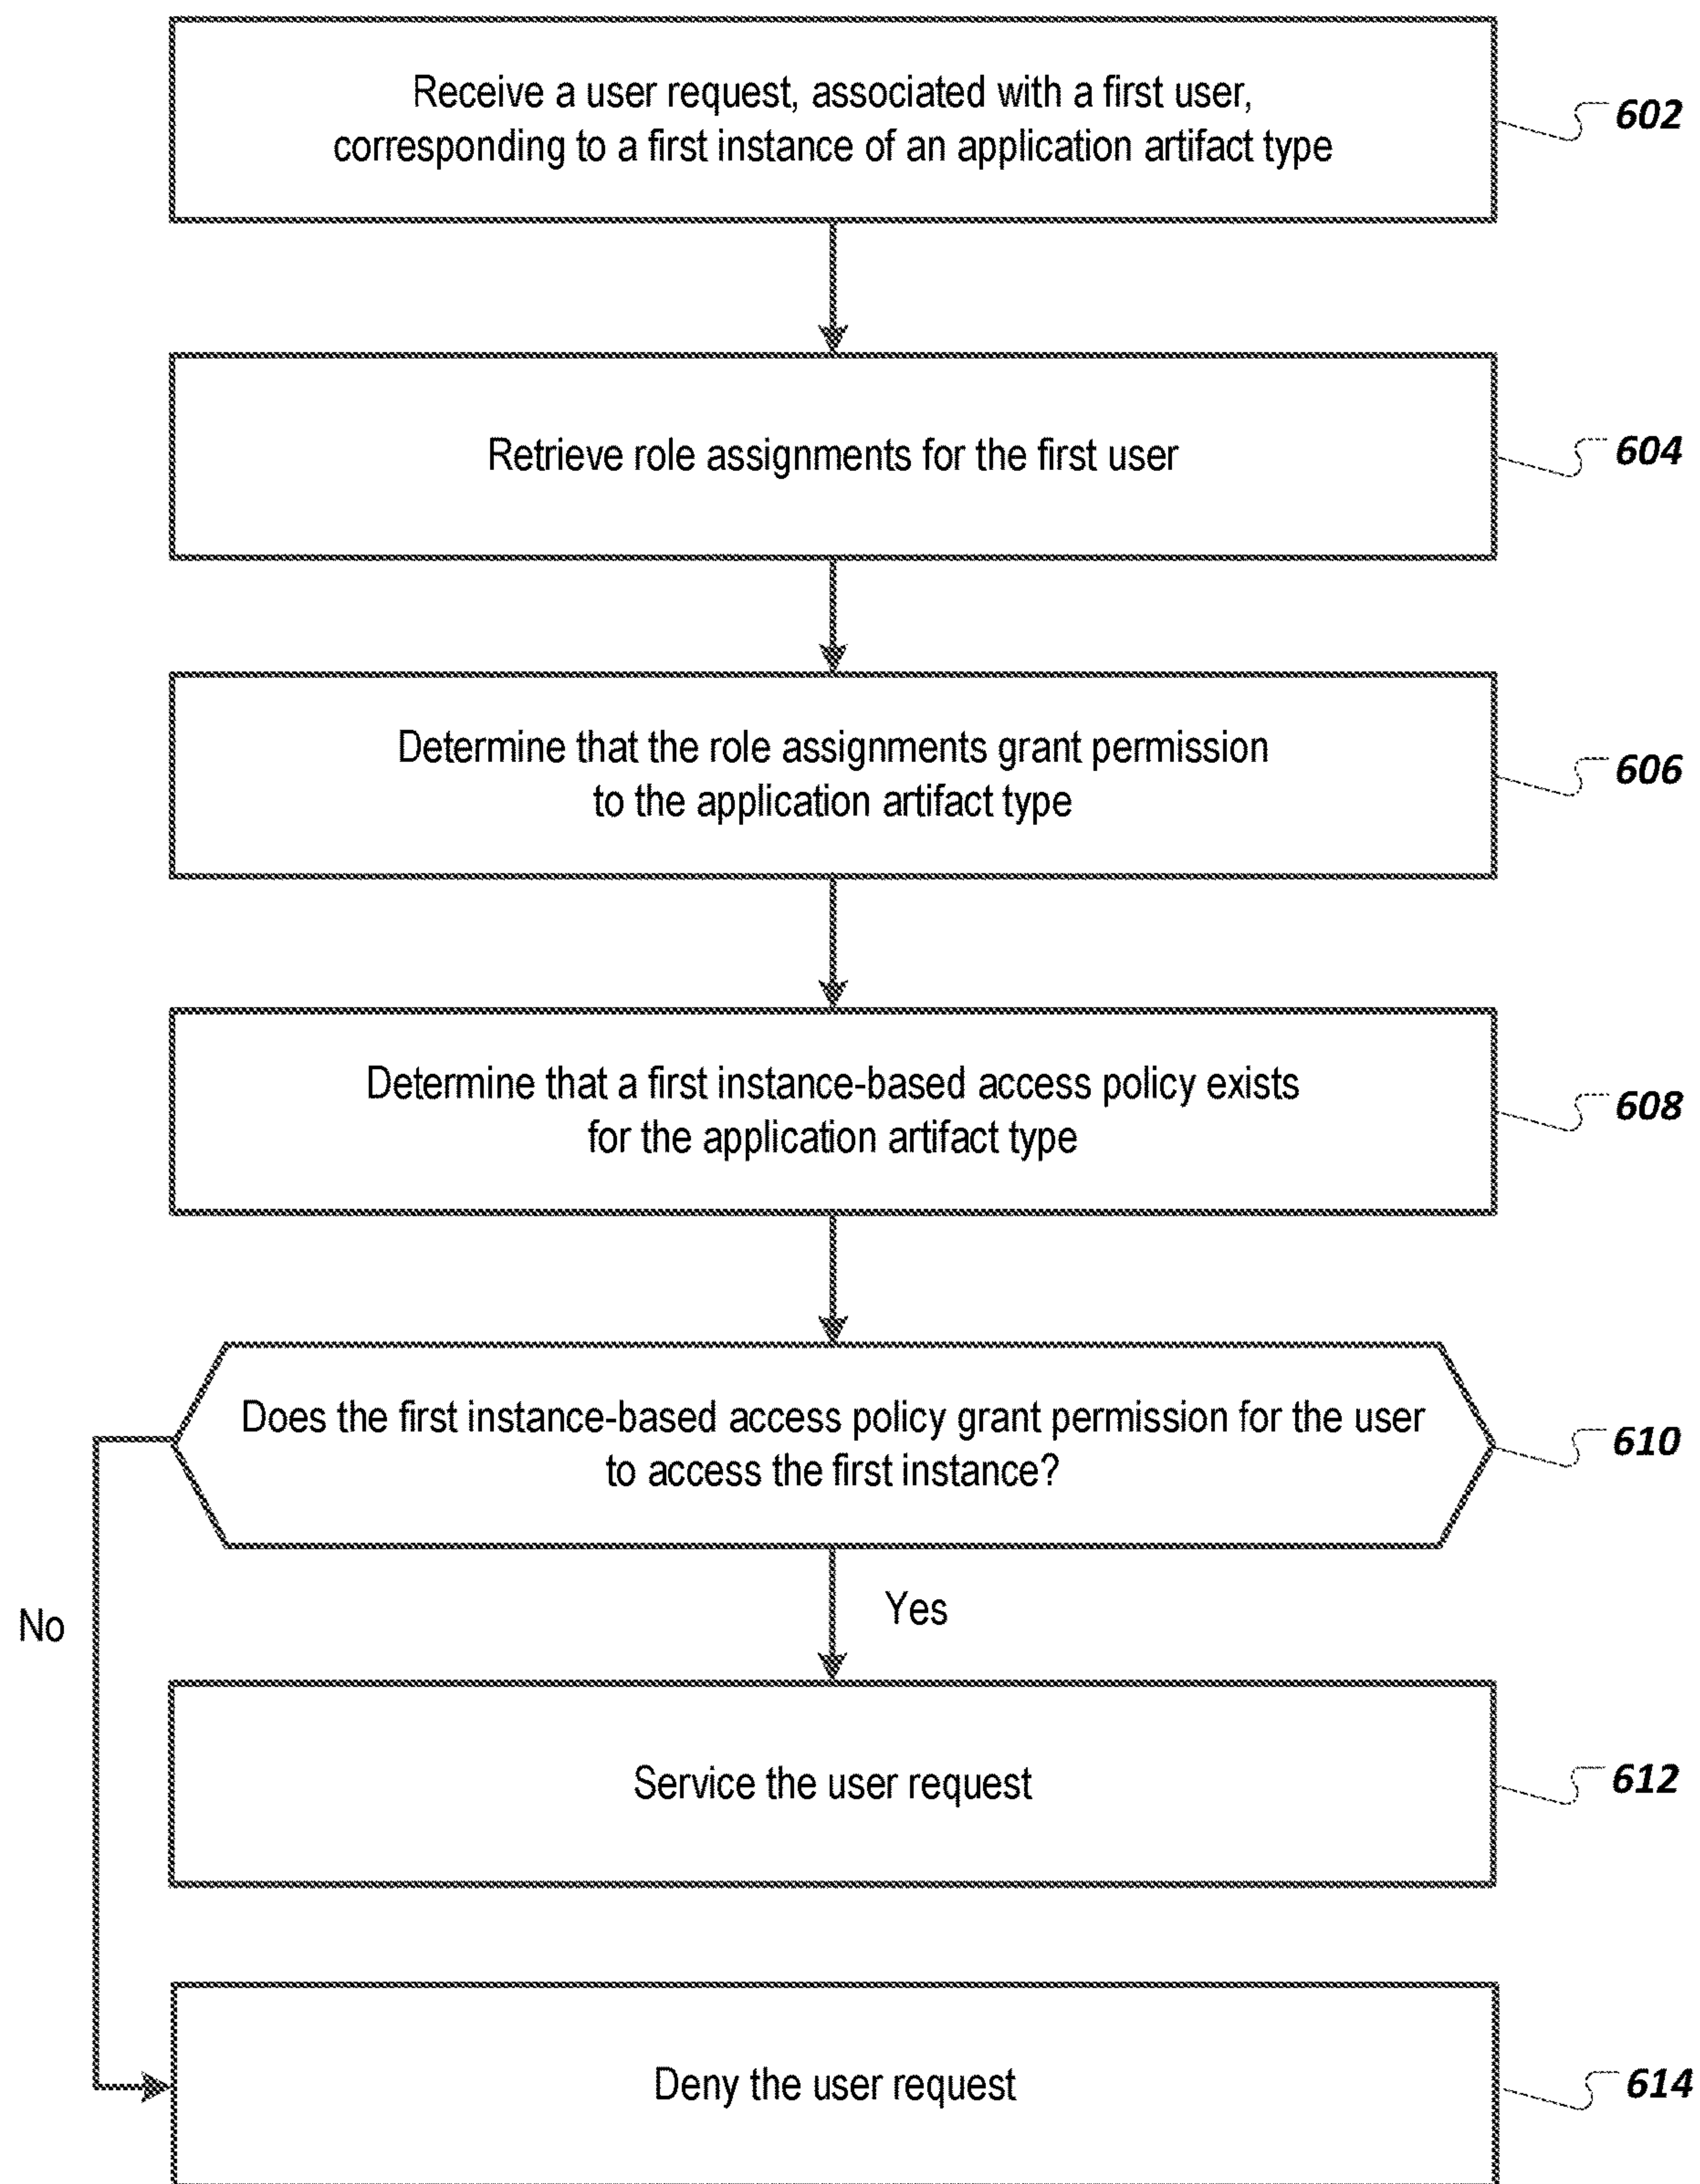 Receive a user request, associated with a first user,
corresponding to a first instance of an application artifact type
602
Retrieve role assignments for the first user
604
Determine that the role assignments grant permission
to the application artifact type
606
Determine that a first instance-based access policy exists
for the application artifact type
608
Does the first instance-based access policy grant permission for the user
to access the first instance?
610
No
Yes
Service the user request
612
Deny the user request
614